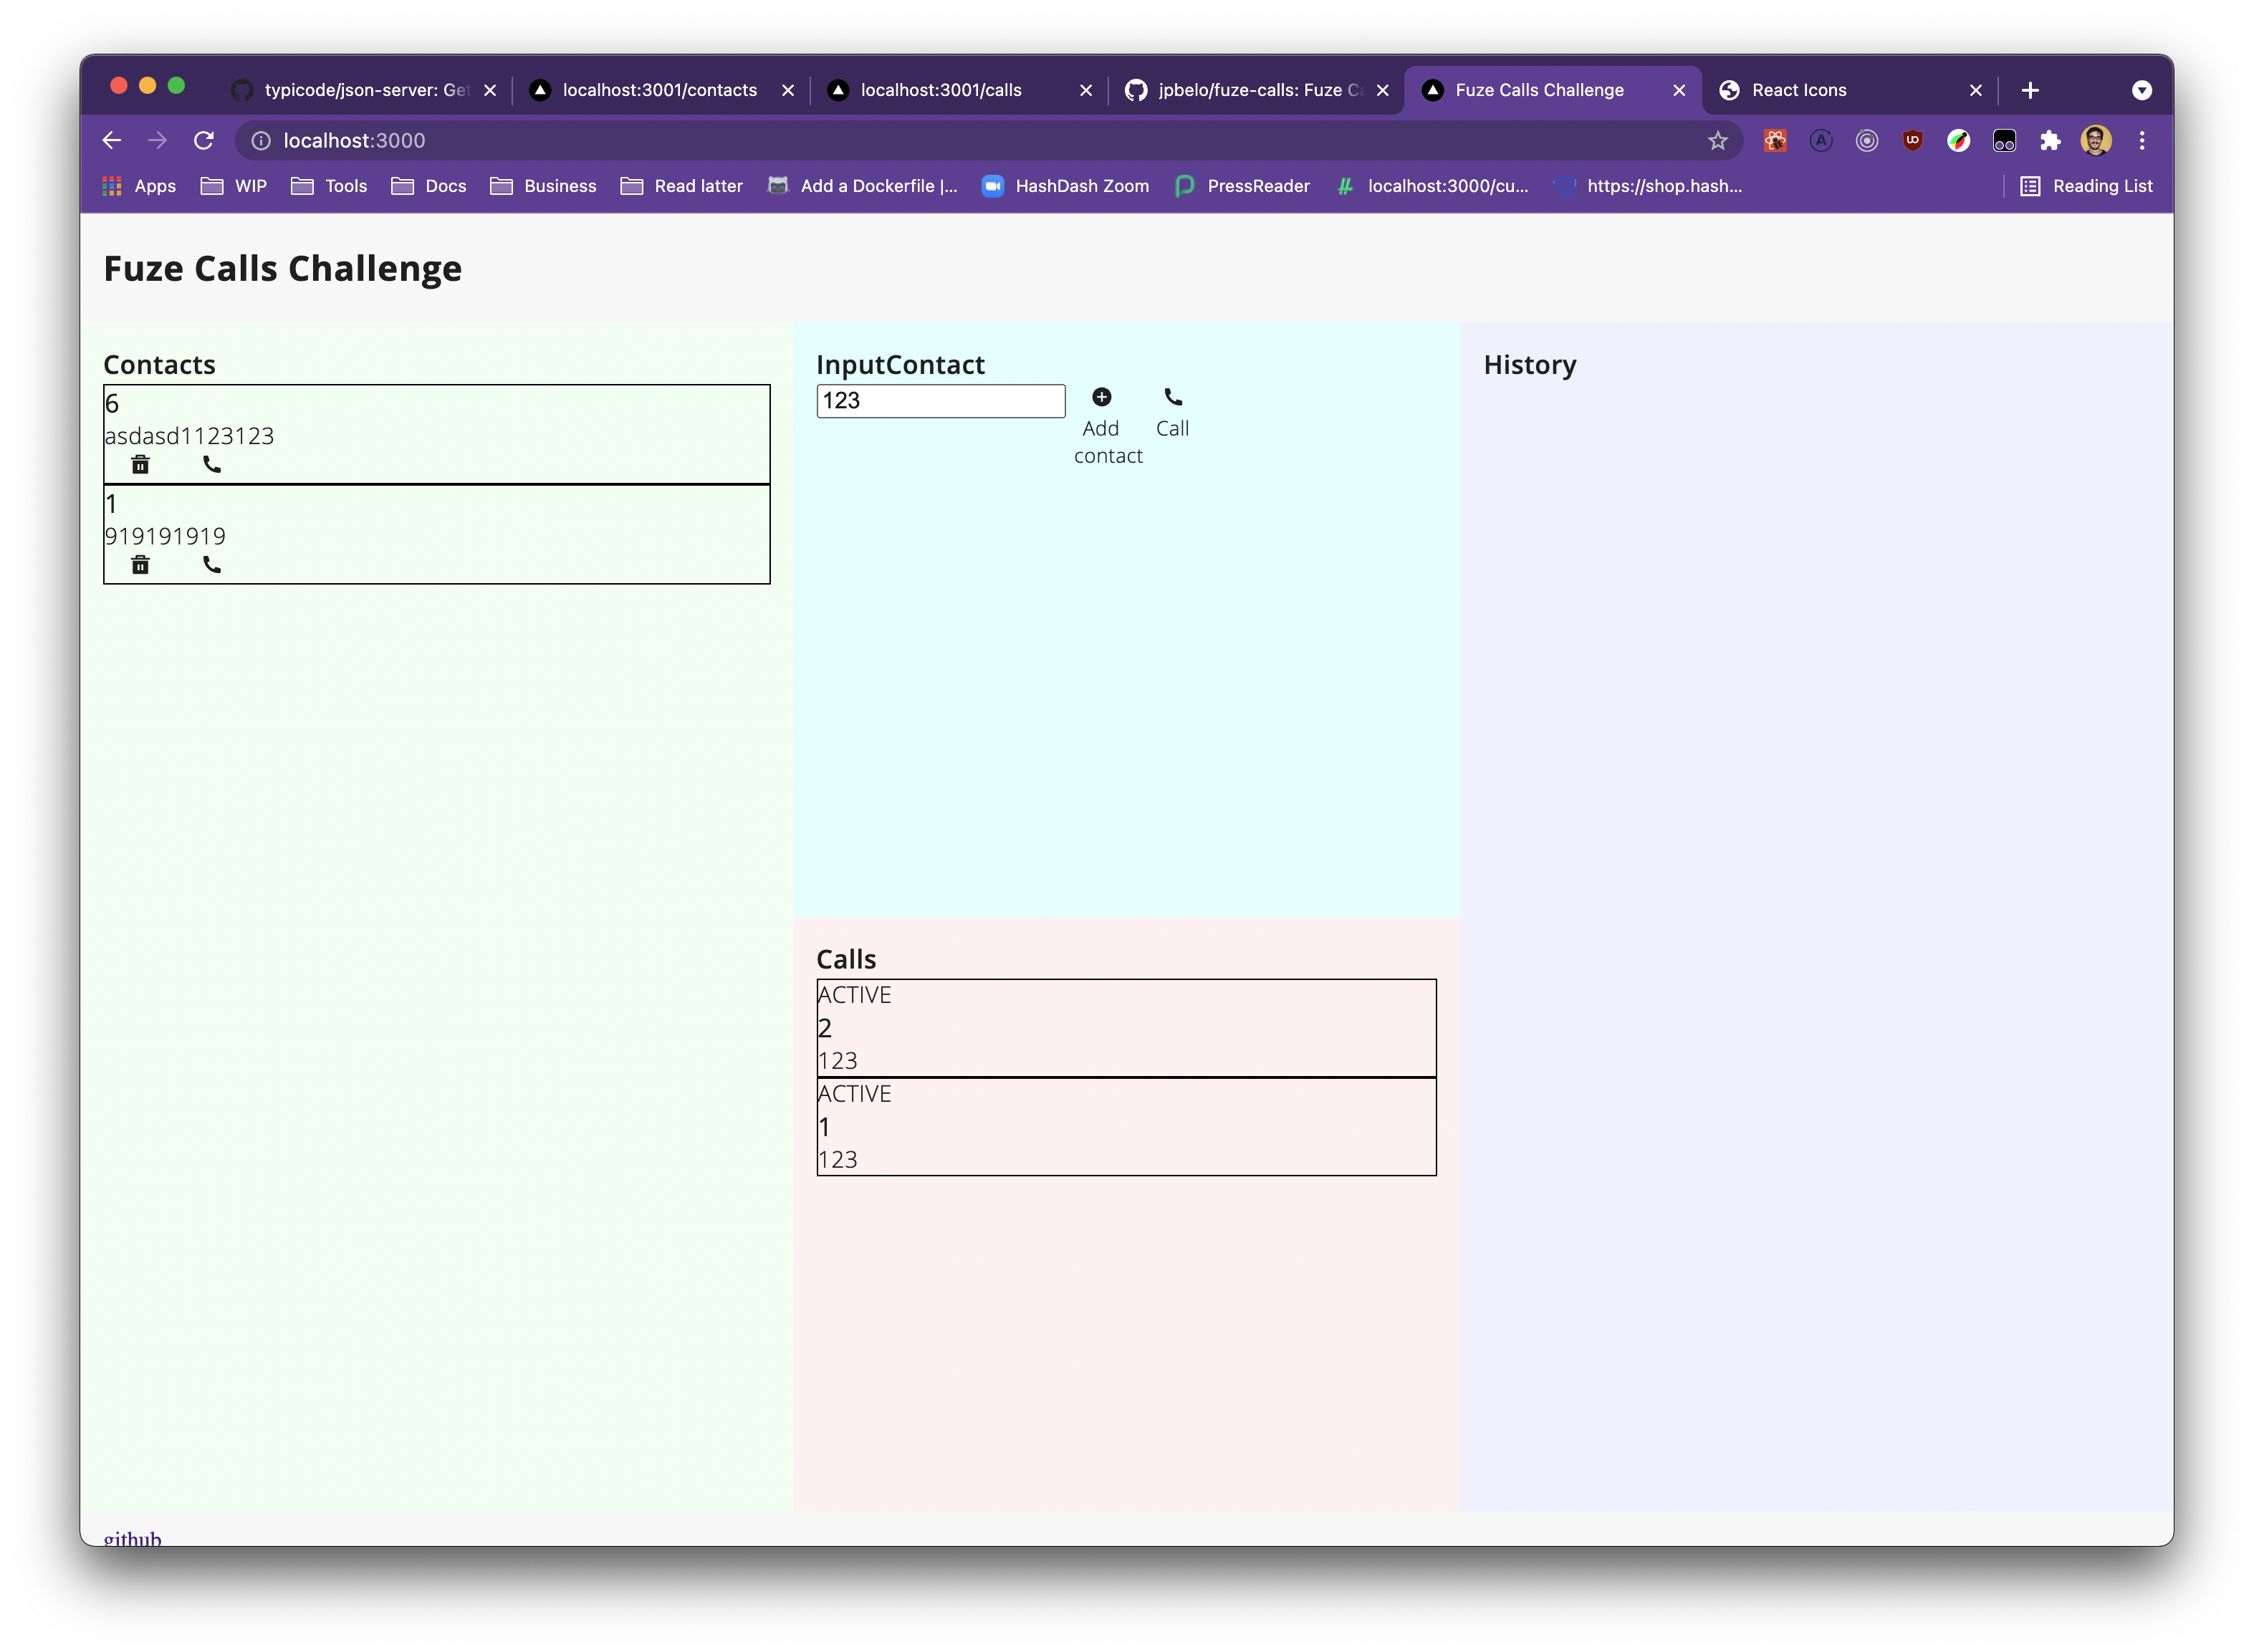 typicode/json-server: Get
localhost:3001/contacts
localhost:3001/calls
jpbelo/fuze-calls: Fuze Ca
Fuze Calls Challenge
React Icons
localhost:3000
Apps
WIP
Tools
Docs
Business
Read latter
Add a Dockerfile |...
HashDash Zoom
PressReader
localhost:3000/cu...
https://shop.hash...
Reading List
Fuze Calls Challenge
Contacts
6
asdasd1123123
1
919191919
InputContact
123
Add
contact
Call
Calls
ACTIVE
2
123
ACTIVE
1
123
History
github